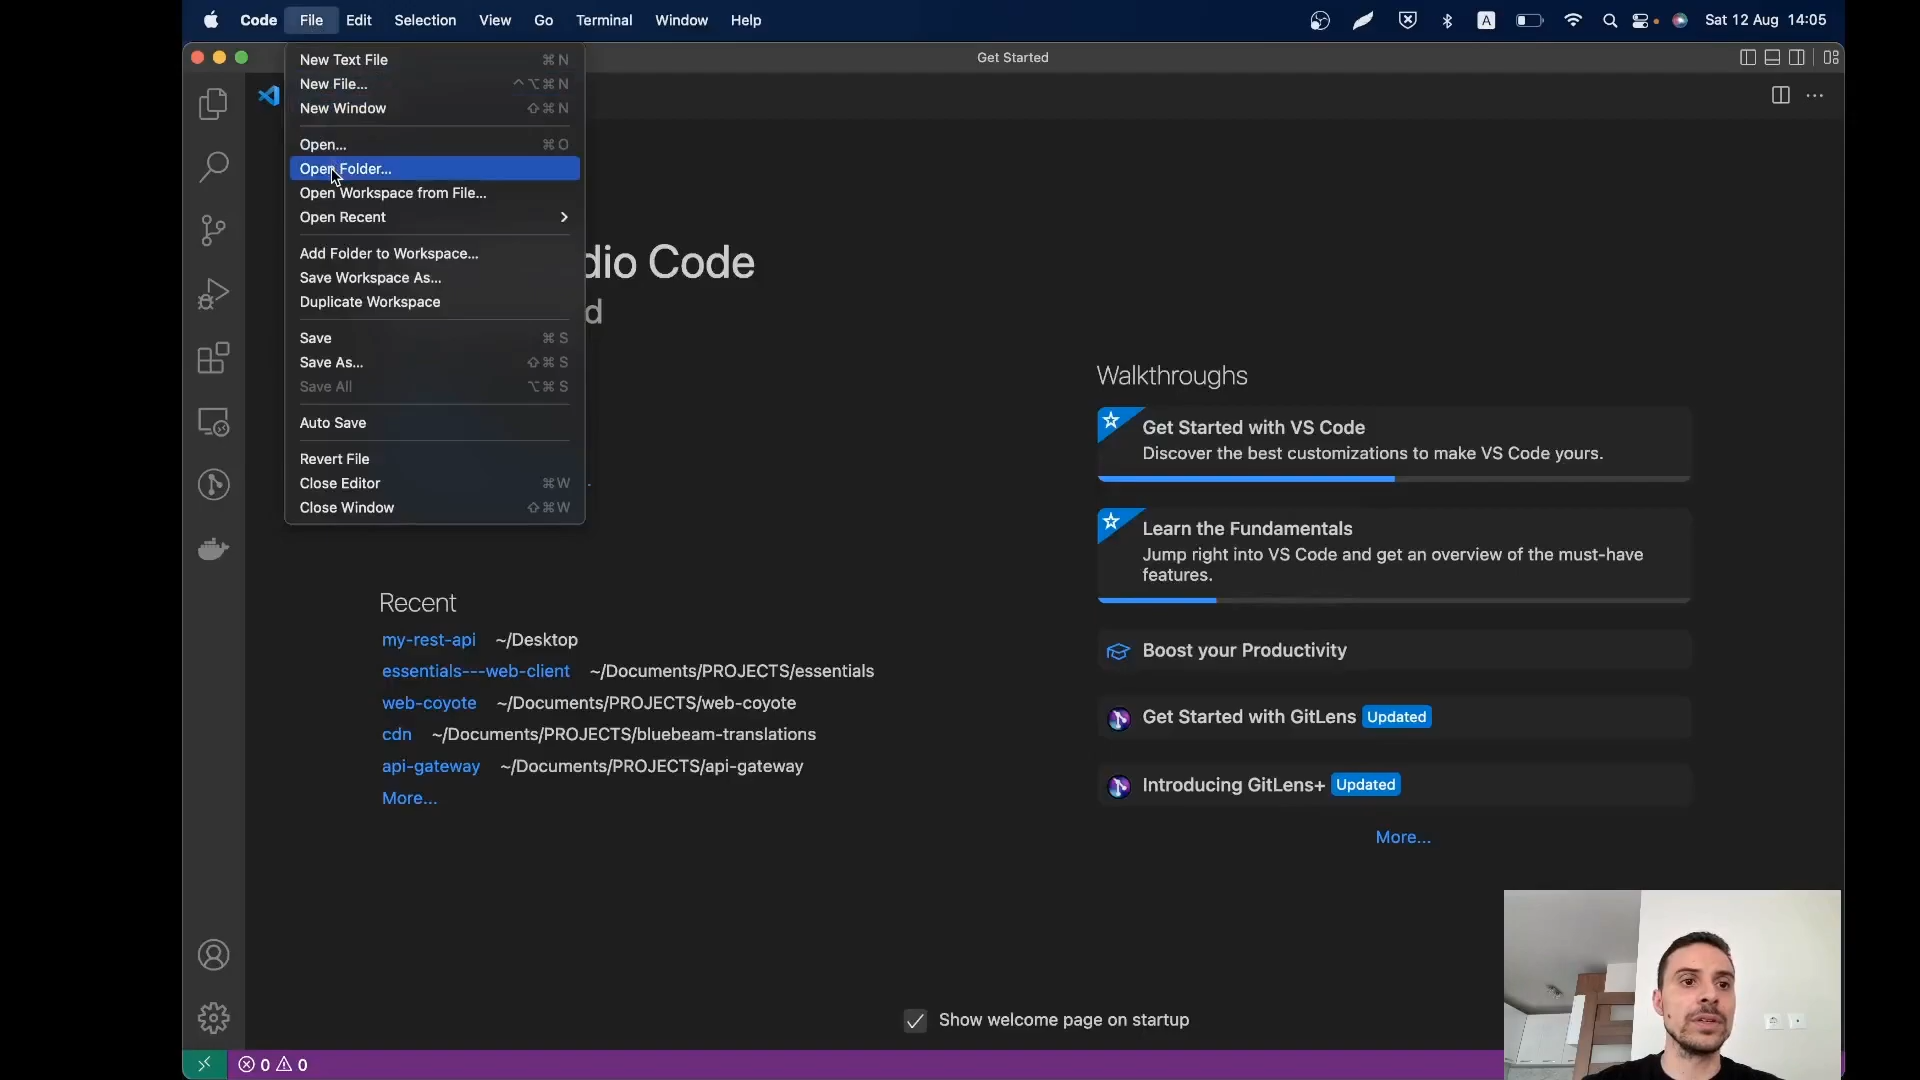 Code File Edit Selection View Go Terminal Window Help A Sat 12 Aug 14:05
Get Started
New Text File ⌘ N
New File... ^⌥⌘ N
New Window ⇧⌘ N
Open... ⌘ O
Open Folder...
Open Workspace from File...
Open Recent
Add Folder to Workspace...
Save Workspace As...
Duplicate Workspace
Save ⌘ S
Save As... ⇧⌘ S
Save All ⌥⌘ S
Auto Save
Revert File
Close Editor ⌘W
Close Window ⇧⌘W
dio Code
d
Recent
my-rest-api ~/Desktop
essentials---web-client ~/Documents/PROJECTS/essentials
web-coyote ~/Documents/PROJECTS/web-coyote
cdn ~/Documents/PROJECTS/bluebeam-translations
api-gateway ~/Documents/PROJECTS/api-gateway
More...
Walkthroughs
Get Started with VS Code
Discover the best customizations to make VS Code yours.
Learn the Fundamentals
Jump right into VS Code and get an overview of the must-have
features.
Boost your Productivity
Get Started with GitLens Updated
Introducing GitLens+ Updated
More...
Show welcome page on startup
0 0